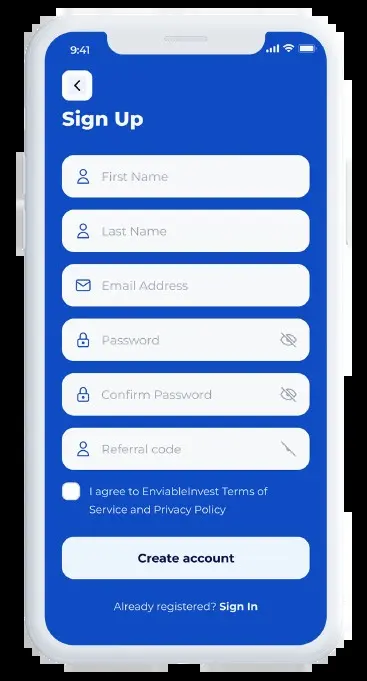 9:41
Sign Up
First Name
Last Name
Email Address
Password
Confirm Password
Referral code
I agree to EnviableInvest Terms of
Service and Privacy Policy
Create account
Already registered? Sign In